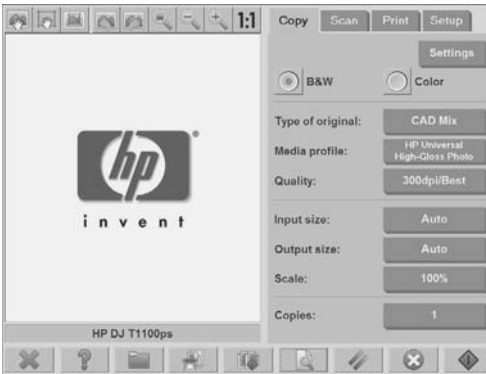 1:1
Copy
Scan
Print
Setup
Settings
B&W
Color
Type of original:
CAD Mix
Media profile:
HP Universal
High-Gloss Photo
Quality:
300dpi/Best
Input size:
Auto
Output size:
Auto
Scale:
100%
Copies:
1
hp
invent
HP DJ T1100ps